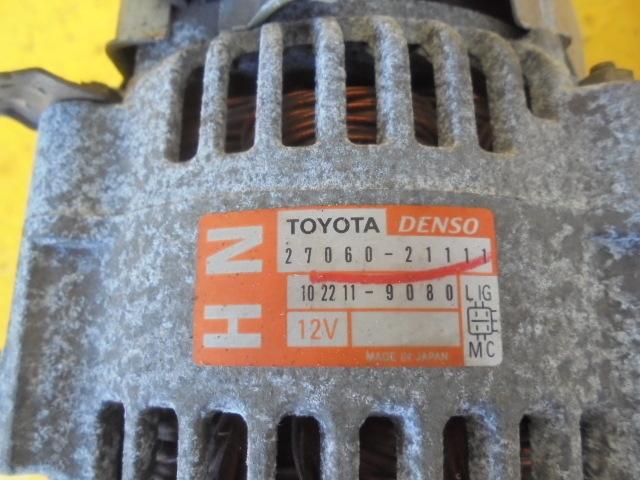 TOYOTA DENSO
27060-21111
102211-9080
12V
MADE IN JAPAN
L IG
M C
HN